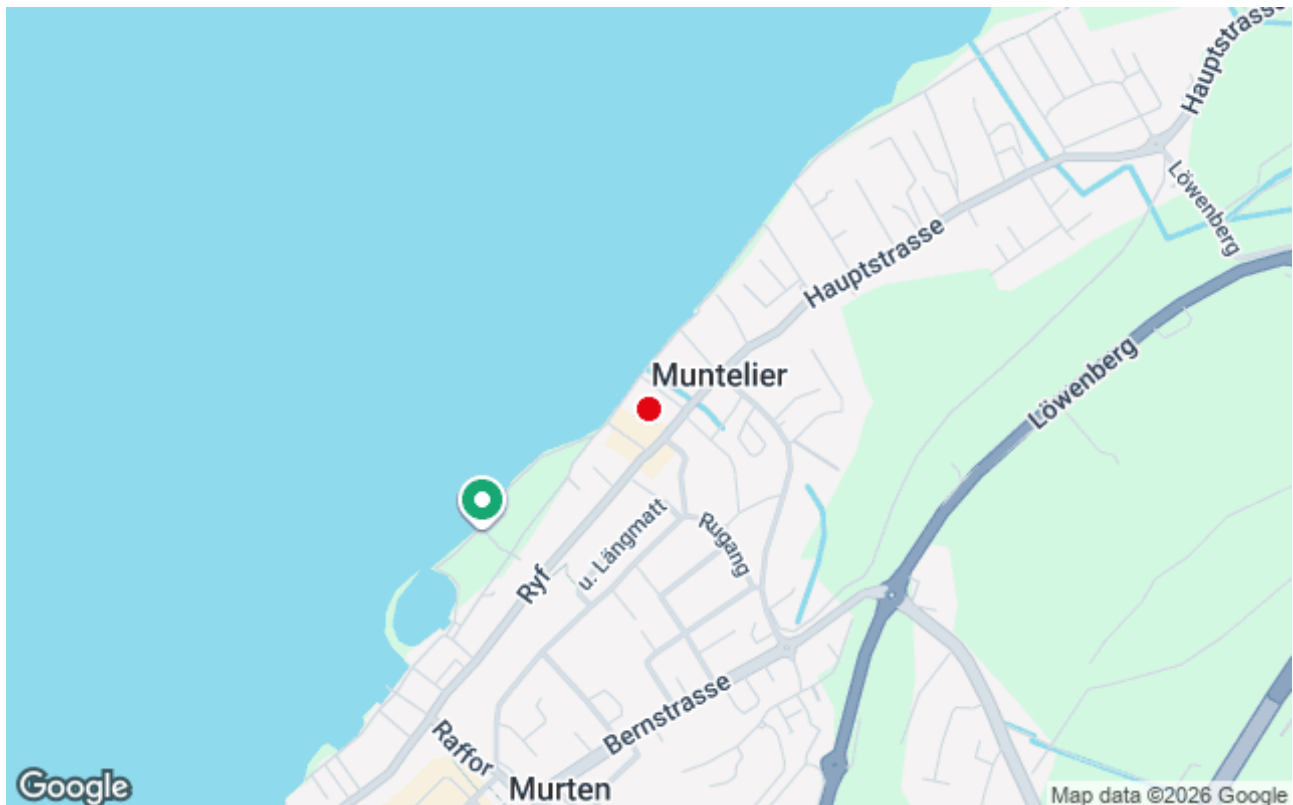 Hauptstrasse
Löwenberg
Hauptstrasse
Löwenberg
Muntelier
Rugang
u. Längmatt
Ryf
Bernstrasse
Raffor
Murten
Google
Map data ©2026 Google